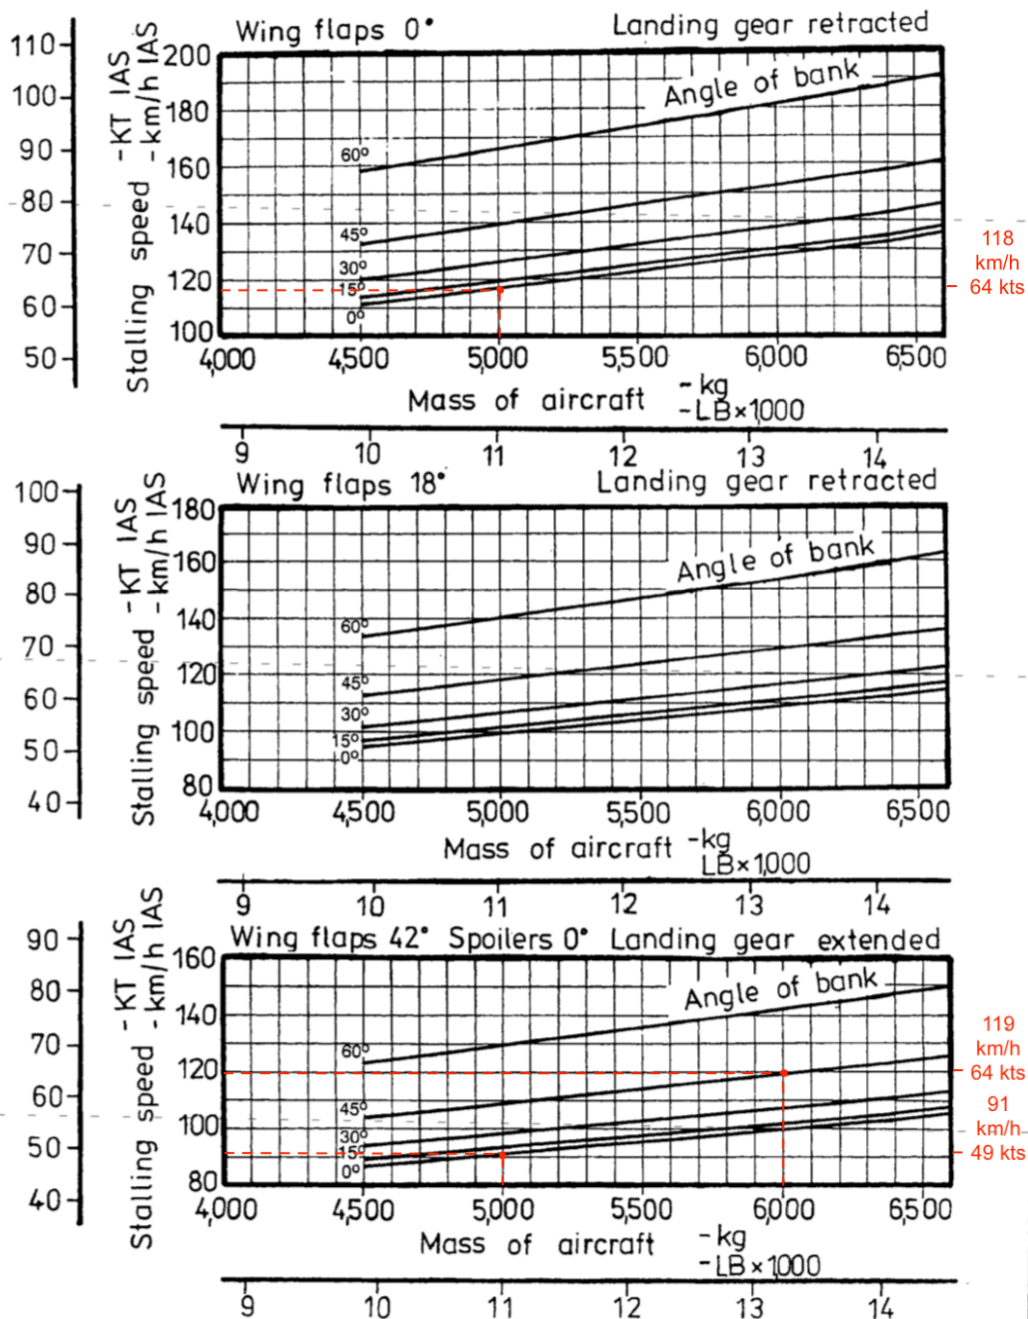 Wing flaps 0° Landing gear retracted
Stalling speed -KT IAS
-km/h IAS
110
100
90
80
70
60
50
200
180
160
140
120
100
Angle of bank
60°
45°
30°
15°
0°
118
km/h
64 kts
4,000 4,500 5,000 5,500 6,000 6,500
Mass of aircraft -kg
-LB×1,000
9 10 11 12 13 14
Wing flaps 18° Landing gear retracted
Stalling speed -KT IAS
-km/h IAS
100
90
80
70
60
50
40
180
160
140
120
100
80
Angle of bank
60°
45°
30°
15°
0°
4,000 4,500 5,000 5,500 6,000 6,500
Mass of aircraft -kg
LB×1,000
9 10 11 12 13 14
Wing flaps 42° Spoilers 0° Landing gear extended
Stalling speed -KT IAS
-km/h IAS
90
80
70
60
50
40
160
140
120
100
80
Angle of bank
60°
45°
30°
15°
0°
119
km/h
64 kts
91
km/h
49 kts
4,000 4,500 5,000 5,500 6,000 6,500
Mass of aircraft -kg
-LB×1,000
9 10 11 12 13 14